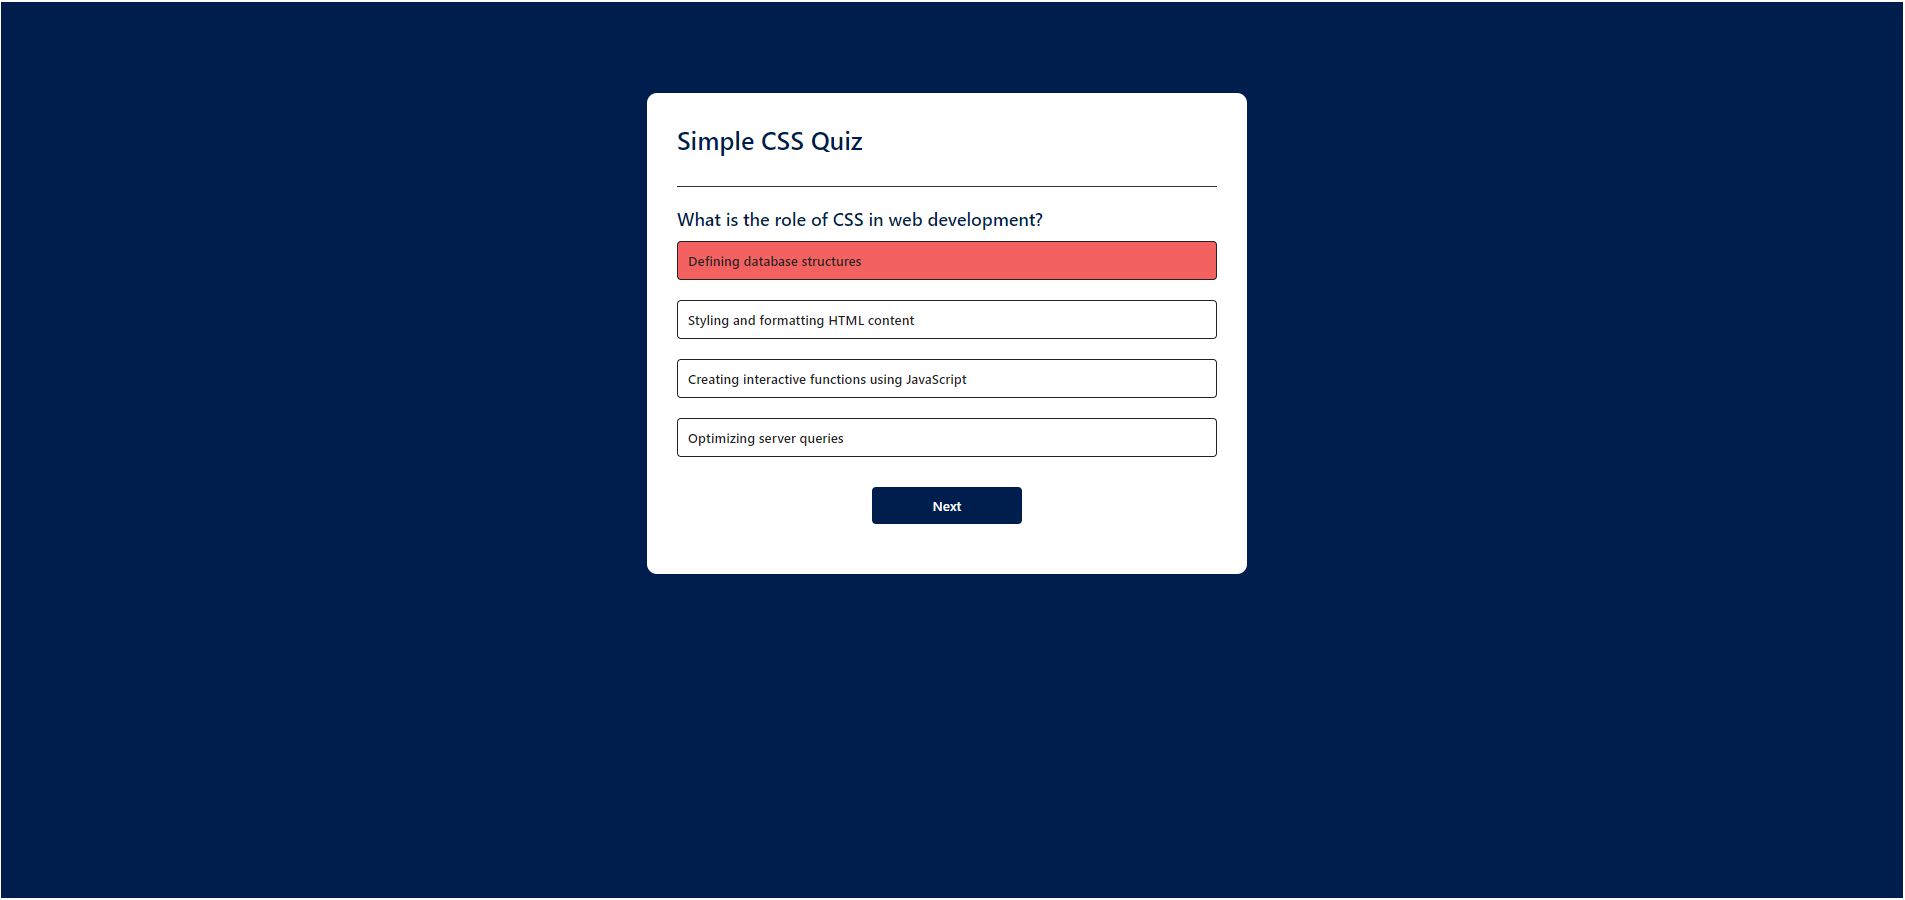 Simple CSS Quiz
What is the role of CSS in web development?
Defining database structures
Styling and formatting HTML content
Creating interactive functions using JavaScript
Optimizing server queries
Next